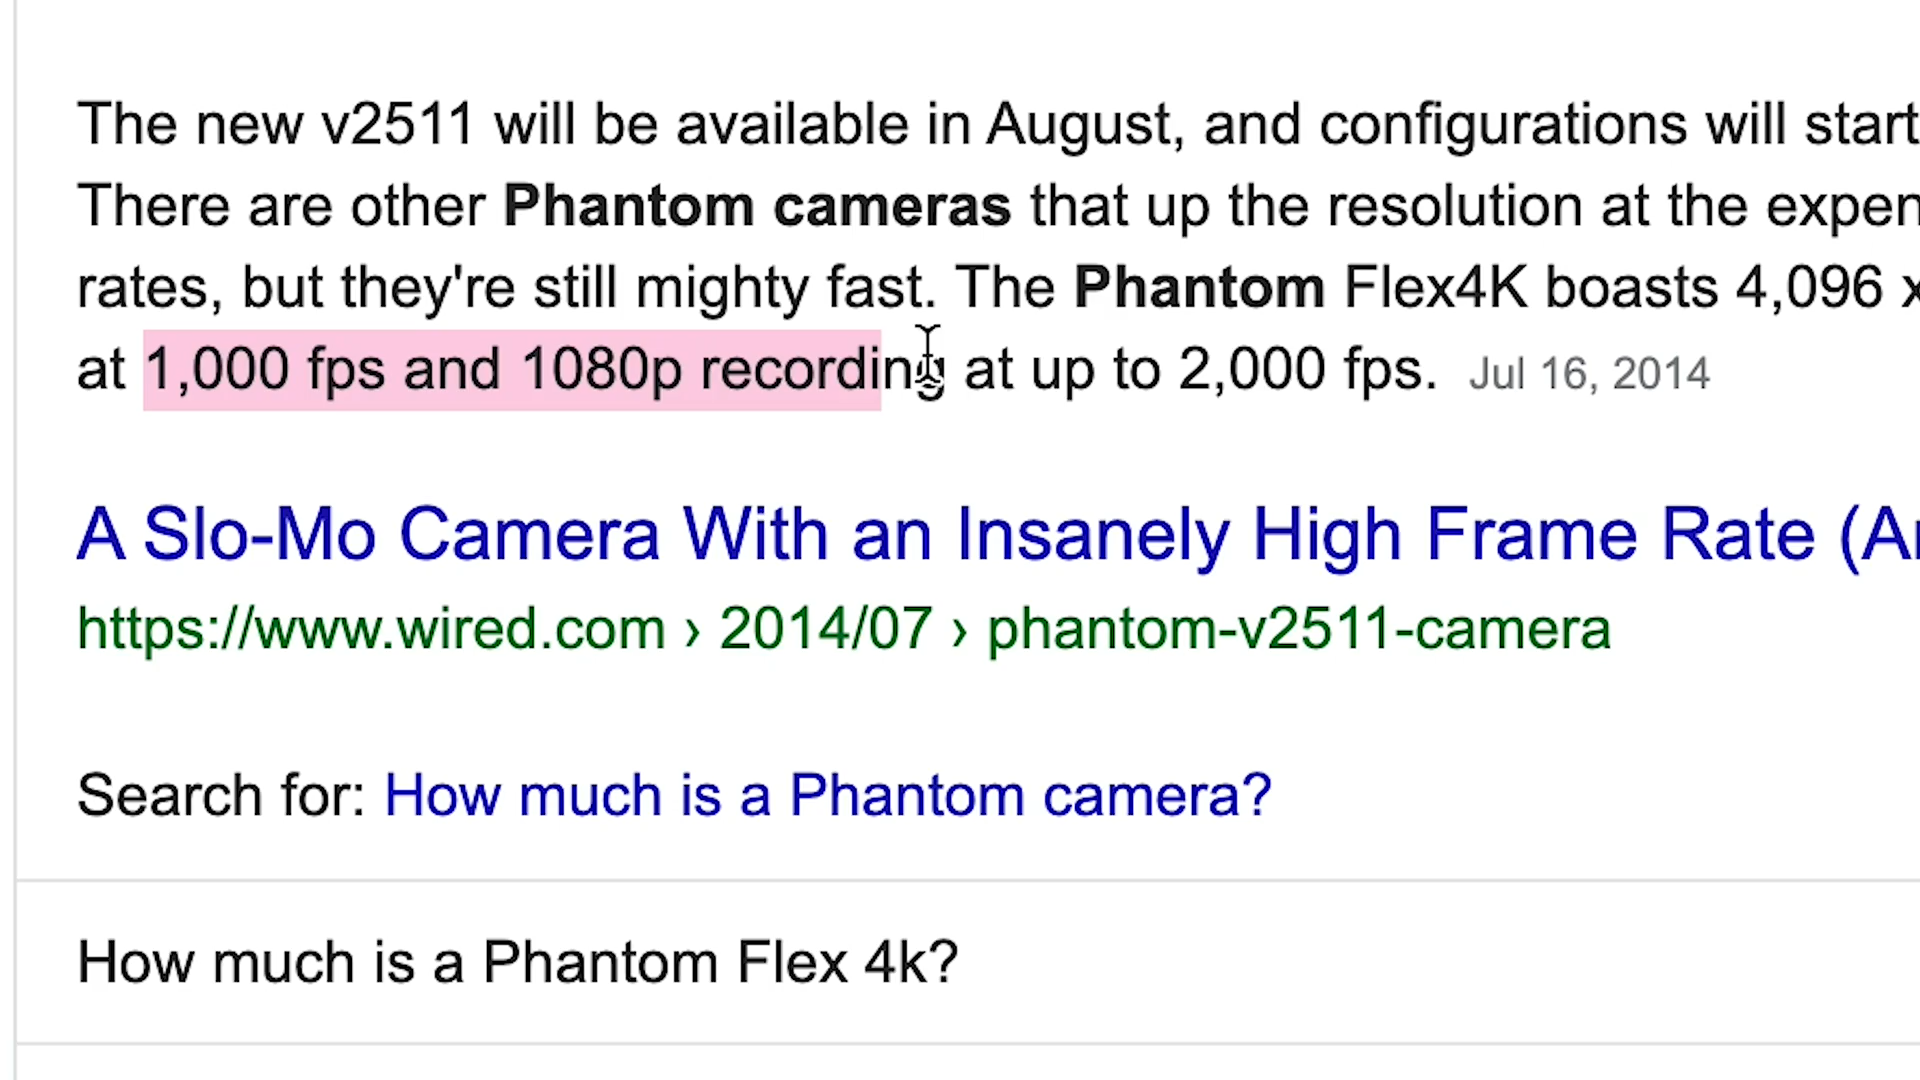 The new v2511 will be available in August, and configurations will start
There are other Phantom cameras that up the resolution at the expen
rates, but they're still mighty fast. The Phantom Flex4K boasts 4,096 x
at 1,000 fps and 1080p recording at up to 2,000 fps. Jul 16, 2014
A Slo-Mo Camera With an Insanely High Frame Rate (A
https://www.wired.com › 2014/07 › phantom-v2511-camera
Search for: How much is a Phantom camera?
How much is a Phantom Flex 4k?